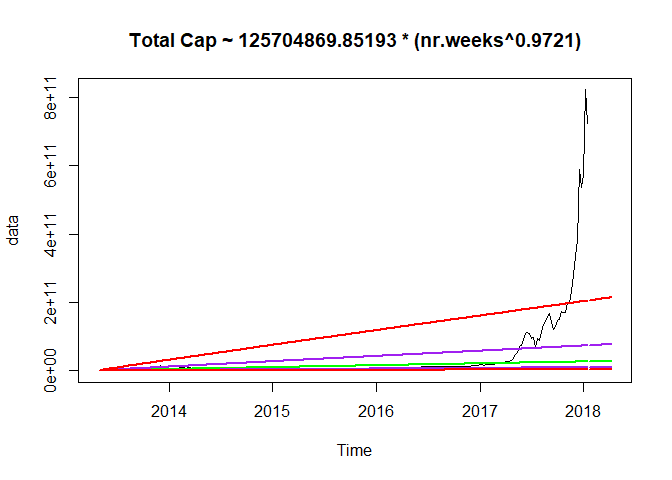 Total Cap ~ 125704869.85193 * (nr.weeks^0.9721)
8e+11
6e+11
4e+11
2e+11
0e+00
data
2014 2015 2016 2017 2018
Time